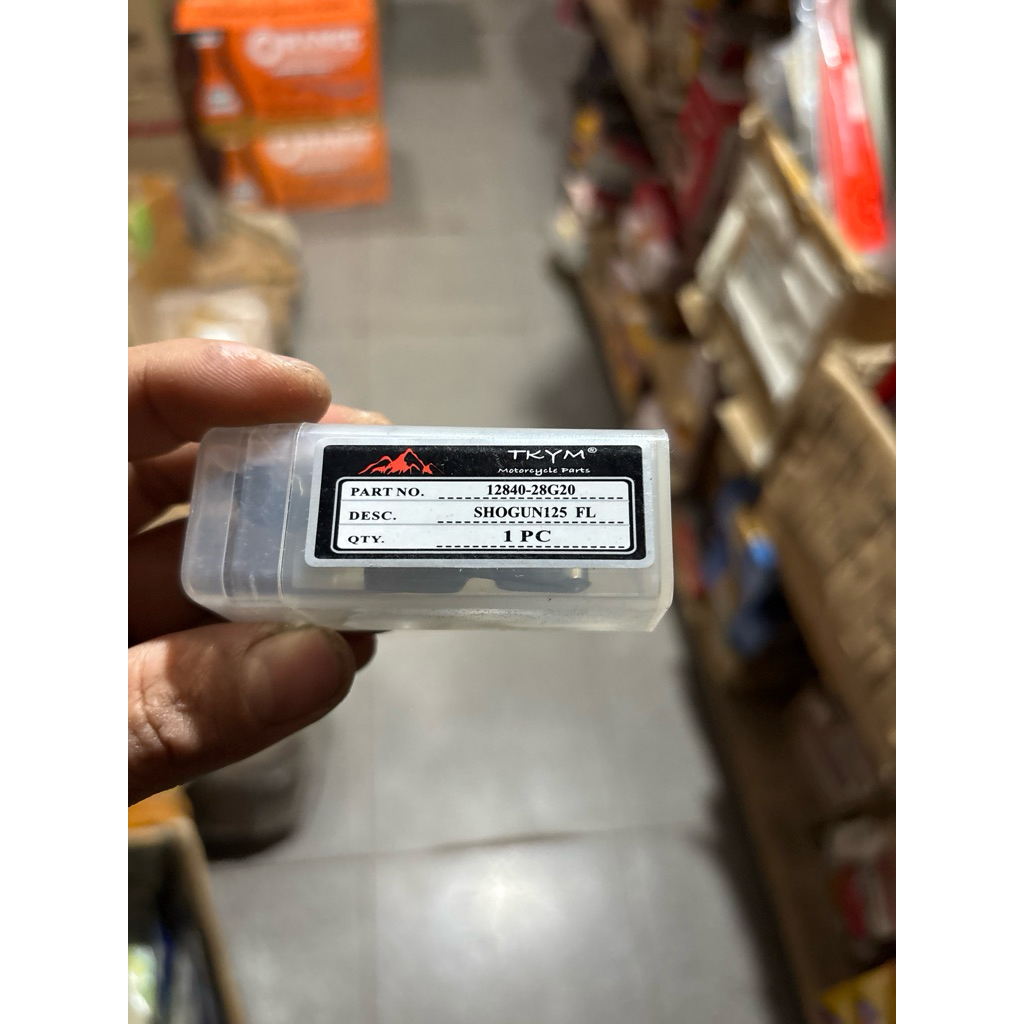 TKYM®
Motorcycle Parts
PART NO. 12840-28G20
DESC. SHOGUN125 FL
QTY. 1 PC